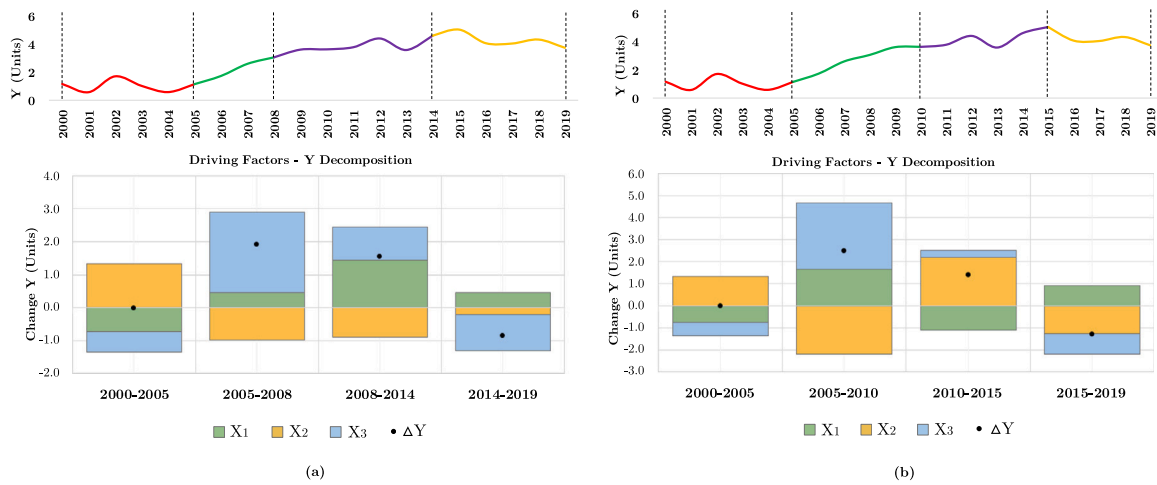 Y (Units)
6
4
2
0
2000 2001 2002 2003 2004 2005 2006 2007 2008 2009 2010 2011 2012 2013 2014 2015 2016 2017 2018 2019
Driving Factors - Y Decomposition
Change Y (Units)
4.0
3.0
2.0
1.0
0.0
-1.0
-2.0
2000-2005 2005-2008 2008-2014 2014-2019
X1 X2 X3 ΔY
(a)
Y (Units)
6
4
2
0
2000 2001 2002 2003 2004 2005 2006 2007 2008 2009 2010 2011 2012 2013 2014 2015 2016 2017 2018 2019
Driving Factors - Y Decomposition
Change Y (Units)
6.0
5.0
4.0
3.0
2.0
1.0
0.0
-1.0
-2.0
-3.0
2000-2005 2005-2010 2010-2015 2015-2019
X1 X2 X3 ΔY
(b)